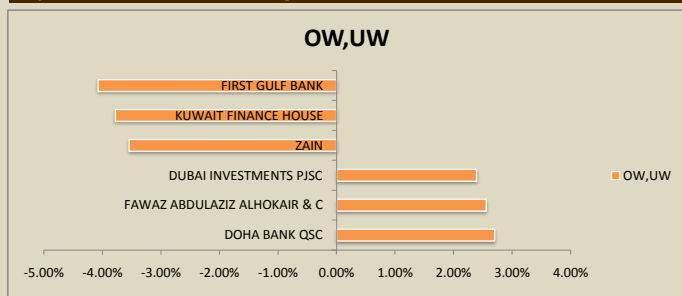 OW,UW
FIRST GULF BANK
KUWAIT FINANCE HOUSE
ZAIN
DUBAI INVESTMENTS PJSC
OW,UW
FAWAZ ABDULAZIZ ALHOKAIR & C
DOHA BANK QSC
-5.00% -4.00% -3.00% -2.00% -1.00% 0.00% 1.00% 2.00% 3.00% 4.00%